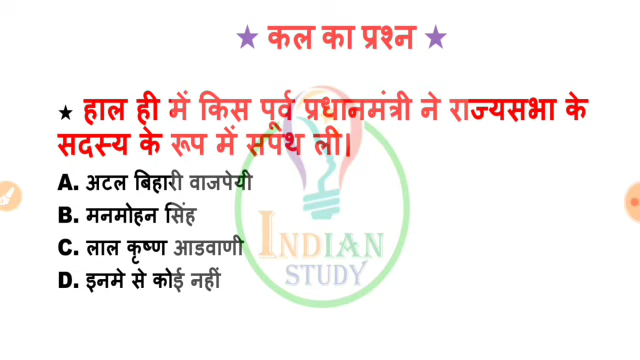 ★ कल का प्रश्न ★
★ हाल ही में किस पूर्व प्रधानमंत्री ने राज्यसभा के
सदस्य के रूप में सपथ ली|
A. अटल बिहारी वाजपेयी
B. मनमोहन सिंह
C. लाल कृष्ण आडवाणी
D. इनमे से कोई नहीं
INDIAN
STUDY